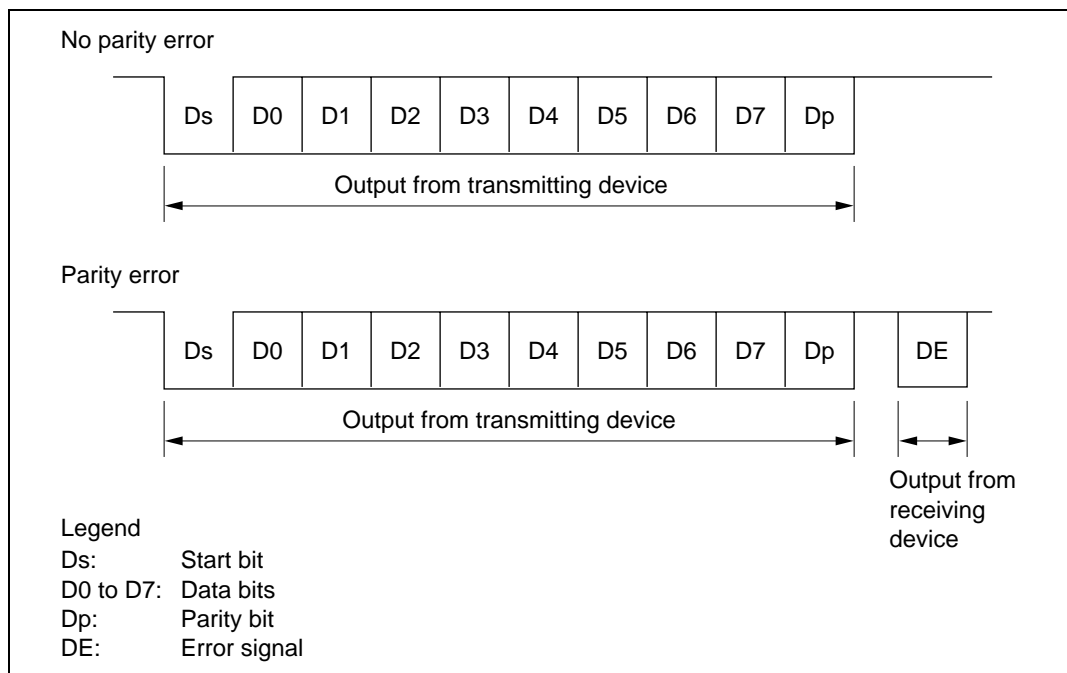 No parity error
Ds D0 D1 D2 D3 D4 D5 D6 D7 Dp
Output from transmitting device
Parity error
Ds D0 D1 D2 D3 D4 D5 D6 D7 Dp DE
Output from transmitting device
Output from
receiving
device
Legend
Ds: Start bit
D0 to D7: Data bits
Dp: Parity bit
DE: Error signal